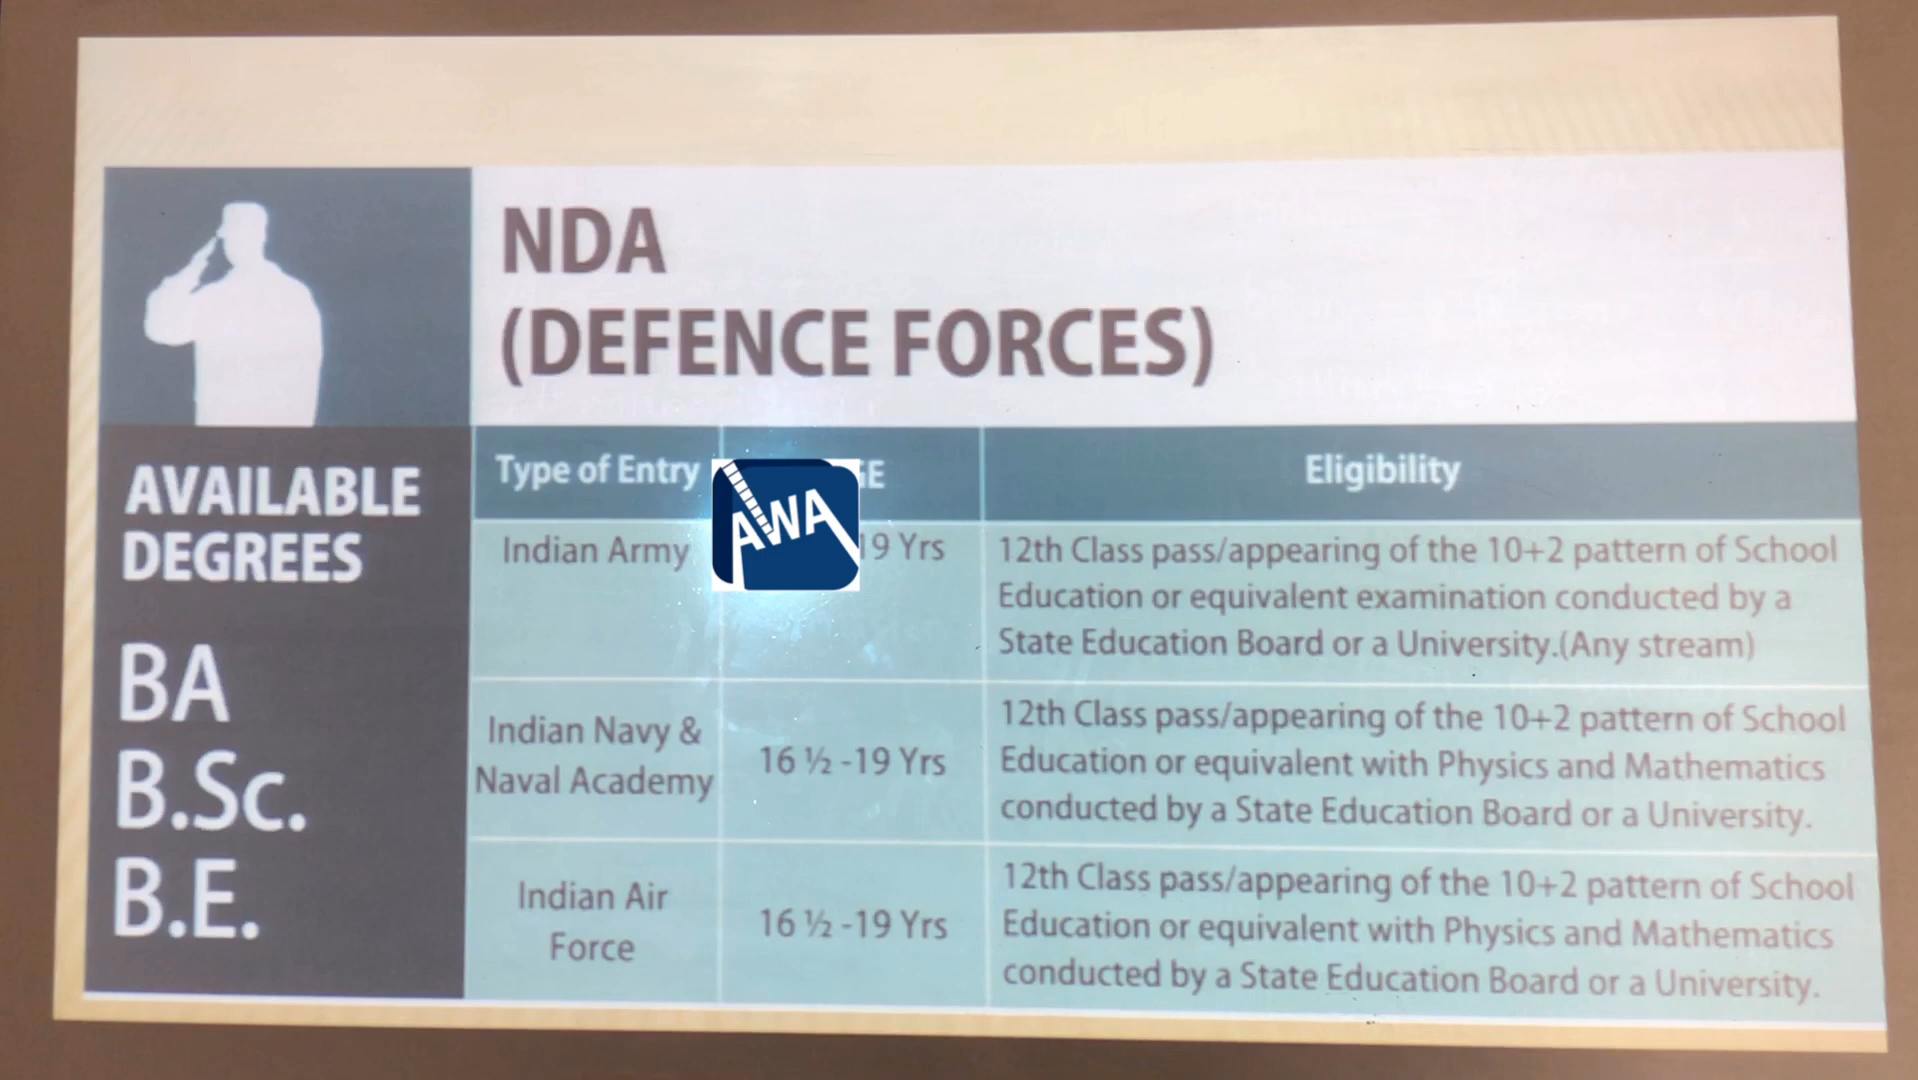 NDA
(DEFENCE FORCES)
AVAILABLE
DEGREES
BA
B.Sc.
B.E.
Type of Entry
Eligibility
AWA
Indian Army
19 Yrs
12th Class pass/appearing of the 10+2 pattern of School
Education or equivalent examination conducted by a
State Education Board or a University.(Any stream)
Indian Navy &
Naval Academy
16 ½ -19 Yrs
12th Class pass/appearing of the 10+2 pattern of School
Education or equivalent with Physics and Mathematics
conducted by a State Education Board or a University.
Indian Air
Force
16 ½ -19 Yrs
12th Class pass/appearing of the 10+2 pattern of School
Education or equivalent with Physics and Mathematics
conducted by a State Education Board or a University.